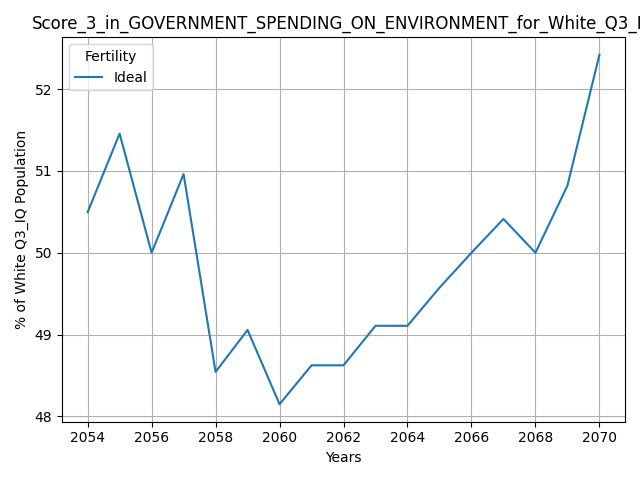 Score_3_in_GOVERNMENT_SPENDING_ON_ENVIRONMENT_for_White_Q3_I
Fertility
Ideal
% of White Q3_IQ Population
52
51
50
49
48
2054 2056 2058 2060 2062 2064 2066 2068 2070
Years